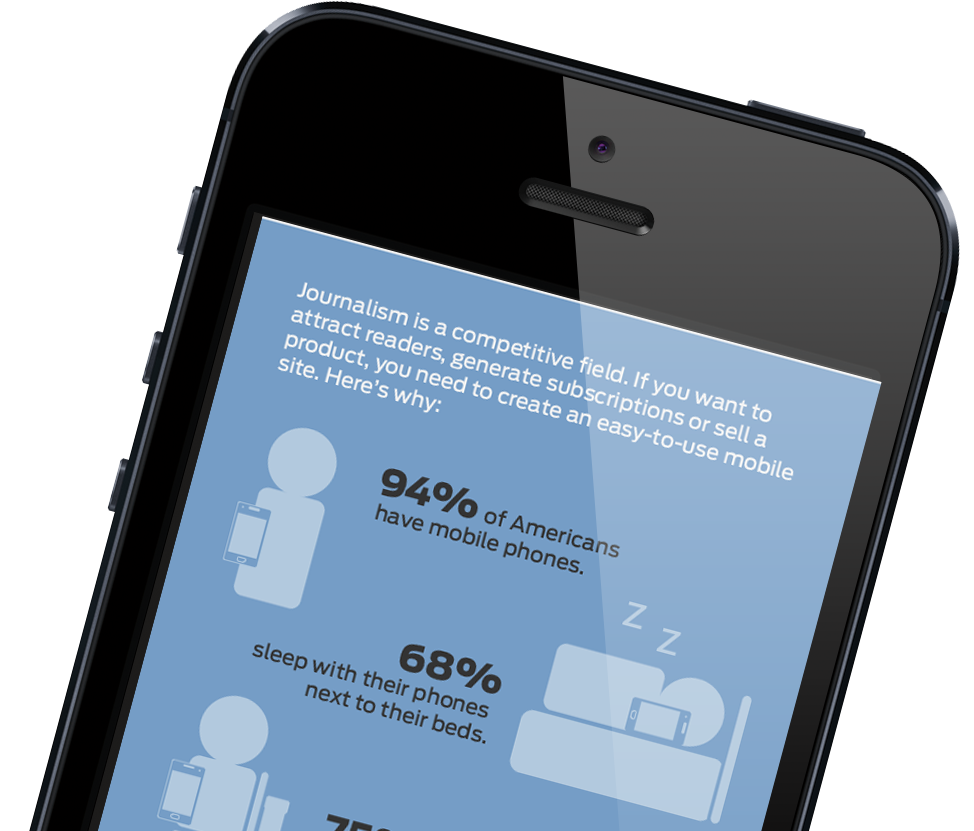 Journalism is a competitive field. If you want to
attract readers, generate subscriptions or sell a
product, you need to create an easy-to-use mobile
site. Here's why:
94% of Americans
have mobile phones.
Z Z
68%
sleep with their phones
next to their beds.